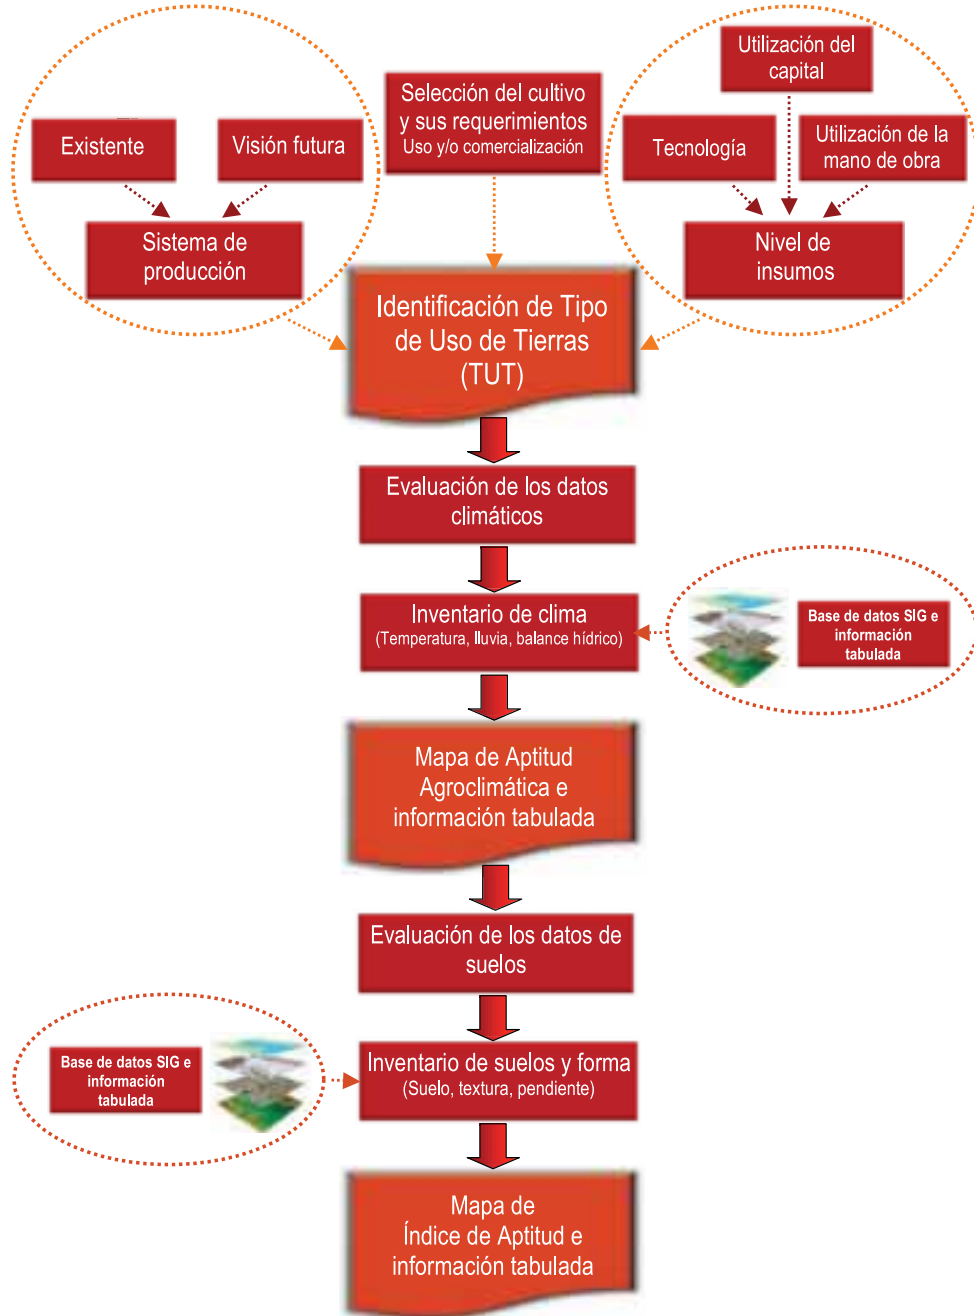 Existente
Visión futura
Sistema de
producción
Selección del cultivo
y sus requerimientos
Uso y/o comercialización
Utilización del
capital
Tecnología
Utilización de la
mano de obra
Nivel de
insumos
Identificación de Tipo
de Uso de Tierras
(TUT)
Evaluación de los datos
climáticos
Inventario de clima
(Temperatura, lluvia, balance hídrico)
Base de datos SIG e
información
tabulada
Mapa de Aptitud
Agroclimática e
información tabulada
Evaluación de los datos de
suelos
Base de datos SIG e
información
tabulada
Inventario de suelos y forma
(Suelo, textura, pendiente)
Mapa de
Índice de Aptitud e
información tabulada